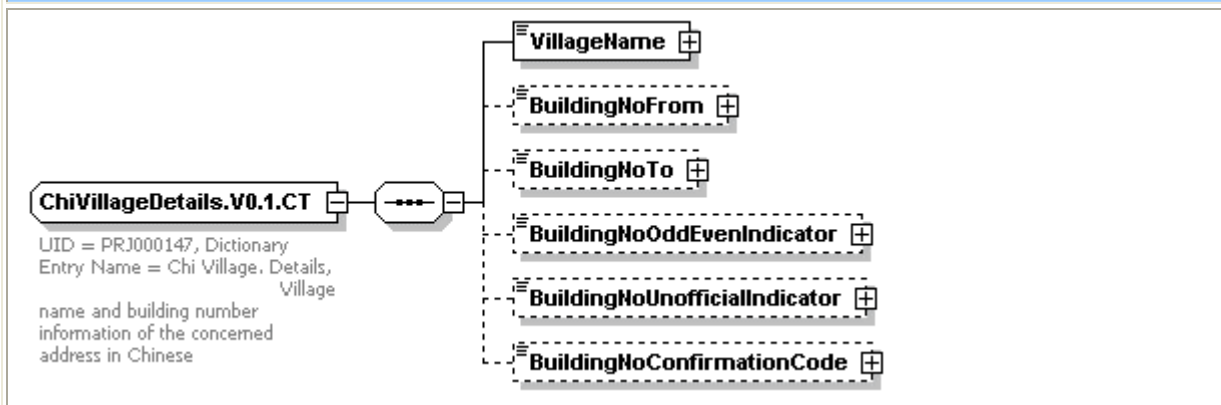 VillageName
BuildingNoFrom
BuildingNoTo
ChiVillageDetails.V0.1.CT
BuildingNoOddEvenIndicator
UID = PRJ000147, Dictionary
Entry Name = Chi Village. Details,
Village
name and building number
information of the concerned
address in Chinese
BuildingNoUnofficialIndicator
BuildingNoConfirmationCode